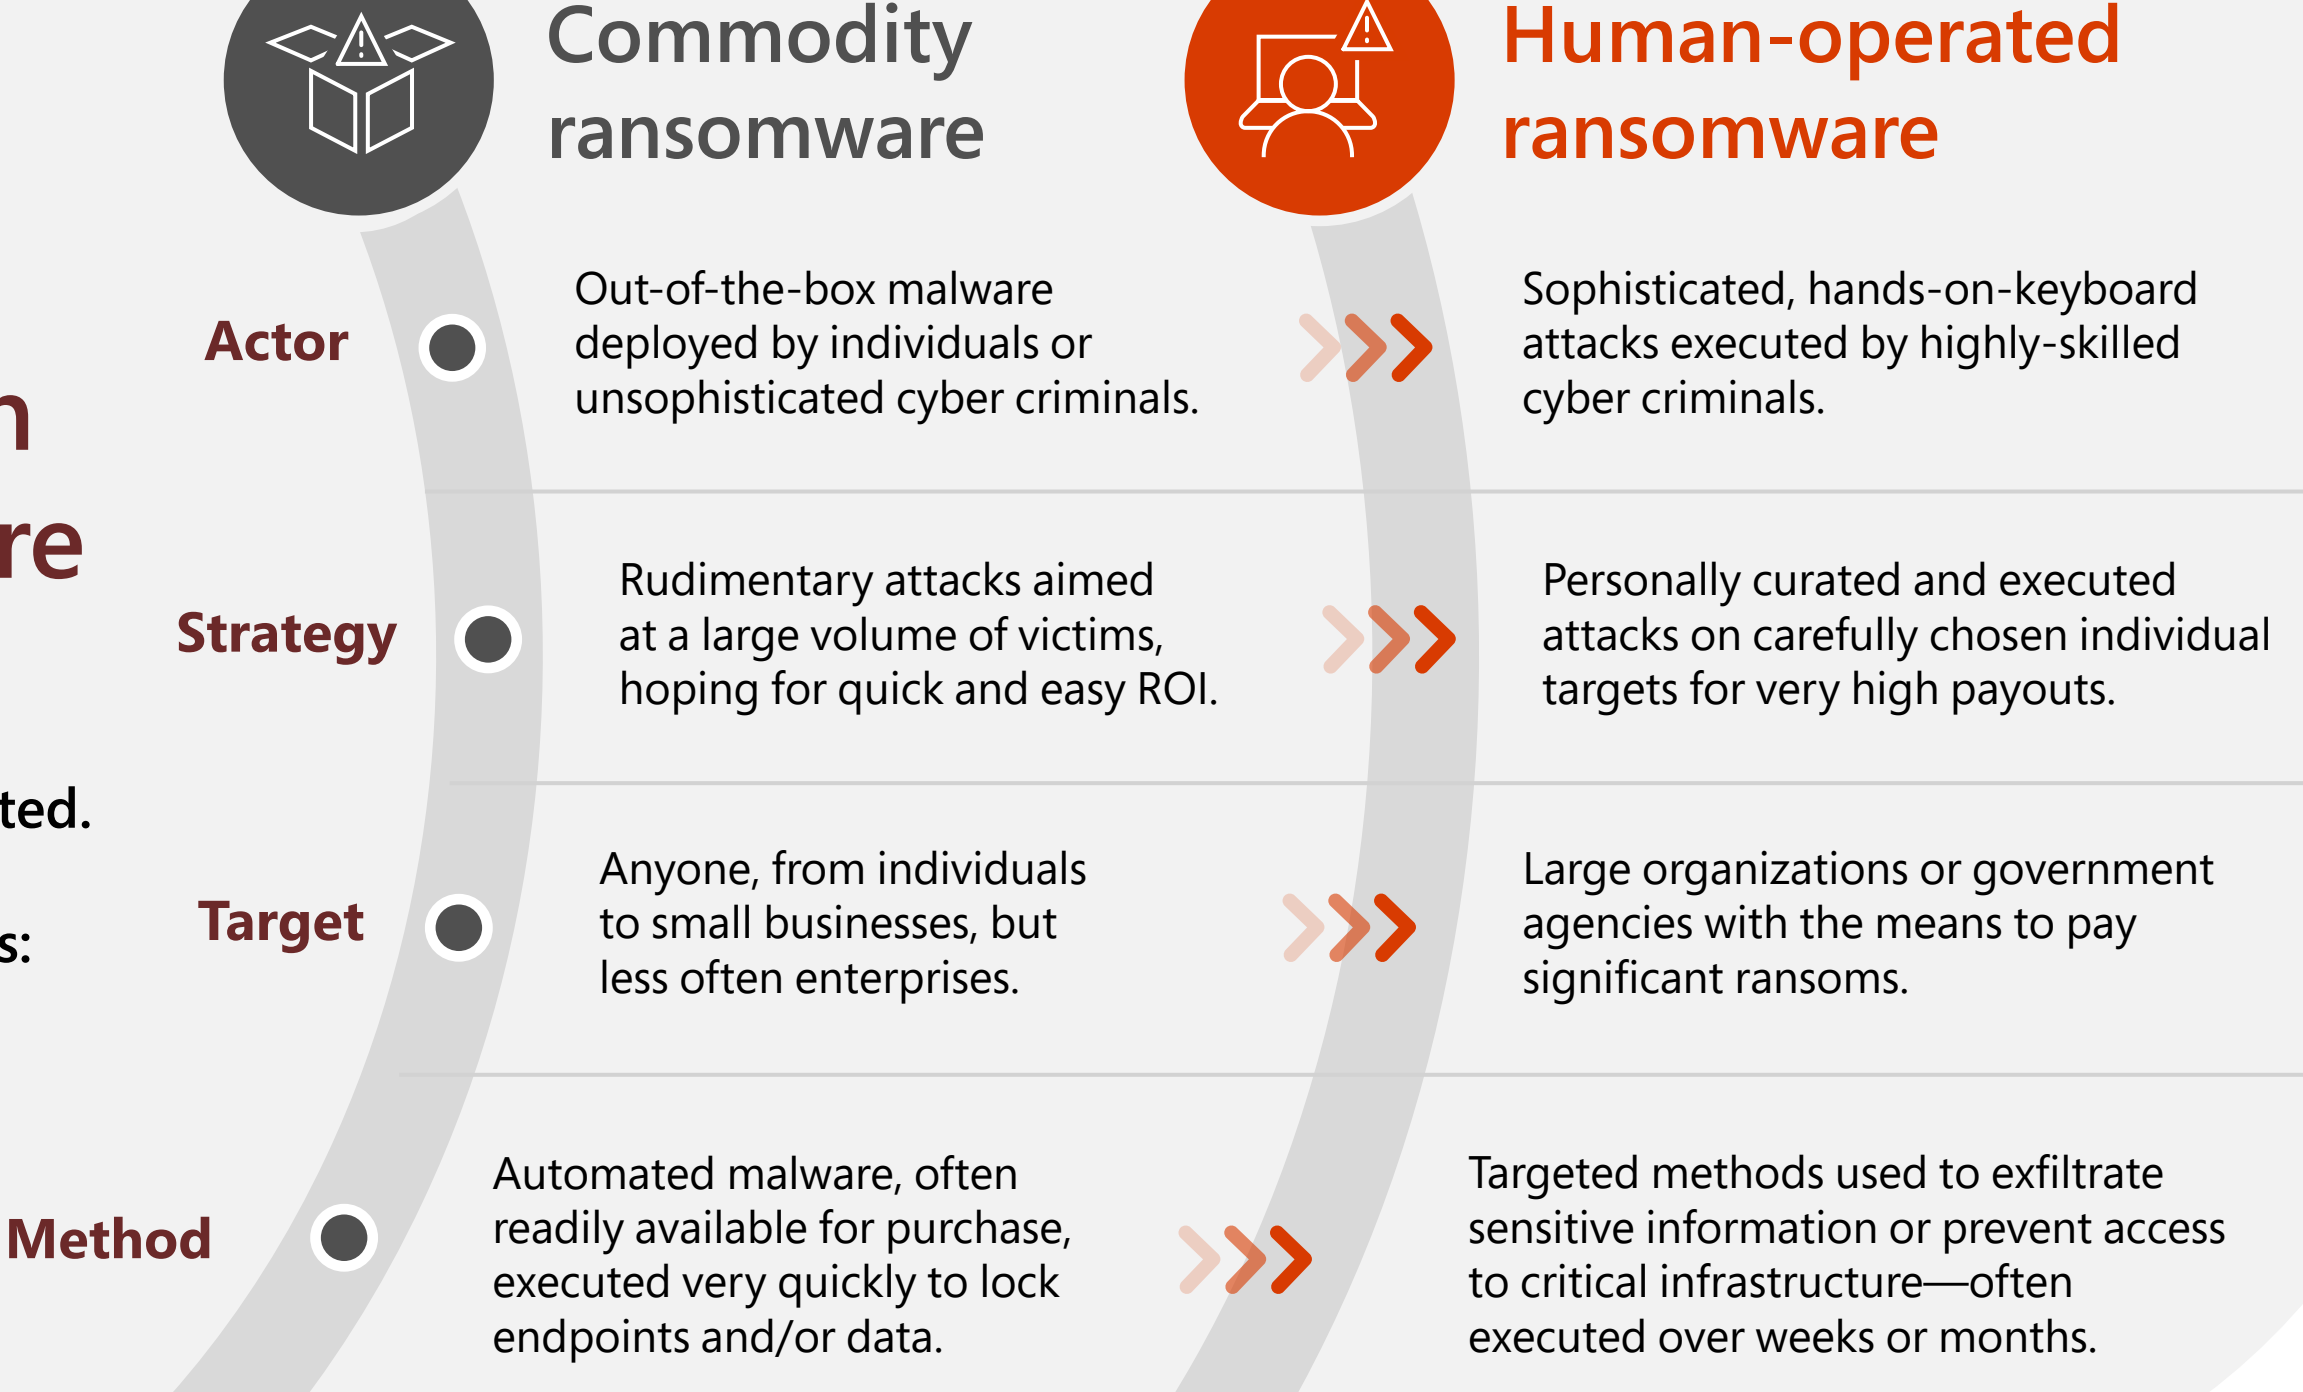 Commodity
ransomware
Human-operated
ransomware
Actor
Out-of-the-box malware
deployed by individuals or
unsophisticated cyber criminals.
Sophisticated, hands-on-keyboard
attacks executed by highly-skilled
cyber criminals.
n
re
Strategy
Rudimentary attacks aimed
at a large volume of victims,
hoping for quick and easy ROI.
Personally curated and executed
attacks on carefully chosen individual
targets for very high payouts.
ted.
s:
Target
Anyone, from individuals
to small businesses, but
less often enterprises.
Large organizations or government
agencies with the means to pay
significant ransoms.
Method
Automated malware, often
readily available for purchase,
executed very quickly to lock
endpoints and/or data.
Targeted methods used to exfiltrate
sensitive information or prevent access
to critical infrastructure—often
executed over weeks or months.